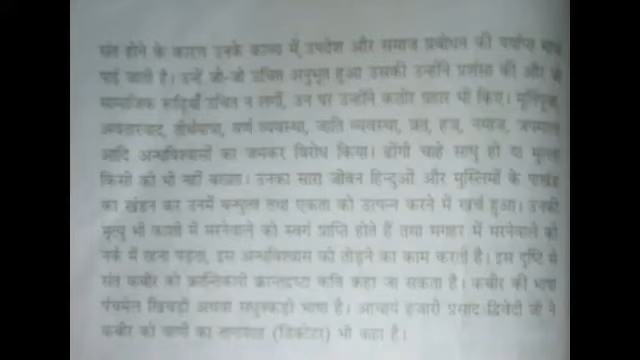 संत होने के कारण उनके काव्य में उपदेश और समाज प्रबोधन की पर्याप्त मात्रा
पाई जाती है। उन्हें जो-जो उचित अनुभूत हुआ उसकी उन्होंने प्रशंसा की और जो
सामाजिक रूढ़ियाँ उचित न लगीं, उन पर उन्होंने कठोर प्रहार भी किए। मूर्तिपूजा,
अवतारवाद, तीर्थयात्रा, वर्ण व्यवस्था, जाति व्यवस्था, व्रत, हज, नमाज, जपमाला
आदि अन्धविश्वासों का जमकर विरोध किया। ढोंगी चाहे साधु हो या मुल्ला
किसी को भी नहीं बख्शा। उनका सारा जीवन हिन्दुओं और मुस्लिमों के पाखंड
का खंडन कर उनमें बन्धुत्व तथा एकता को उत्पन्न करने में खर्च हुआ। उनकी
मृत्यु भी काशी में मरनेवाले को स्वर्ग प्राप्ति होते हैं तथा मगहर में मरनेवाले को
नर्क में रहना पड़ता, इस अन्धविश्वास को तोड़ने का काम करती है। इस दृष्टि से
संत कबीर को क्रान्तिकारी क्रान्तद्रष्टा कवि कहा जा सकता है। कबीर की भाषा
पंचमेल खिचड़ी अथवा सधुक्कड़ी भाषा है। आचार्य हजारी प्रसाद द्विवेदी जी ने
कबीर को वाणी का तानाशाह (डिक्टेटर) भी कहा है।